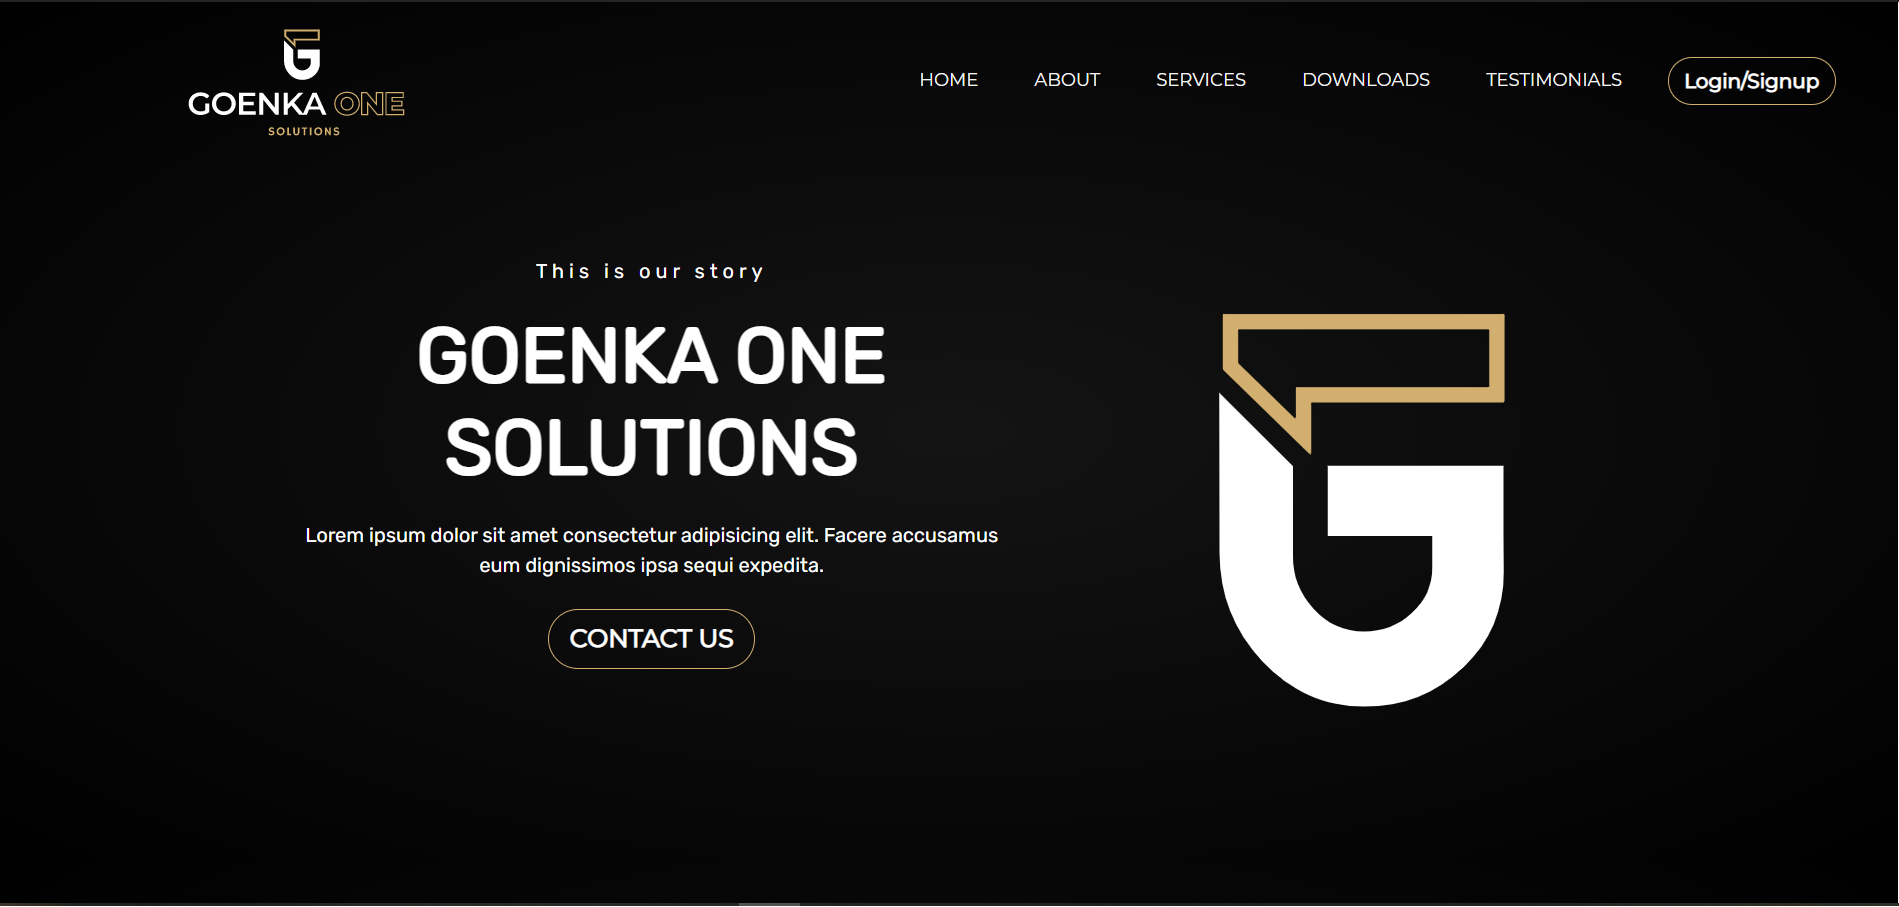 GOENKA ONE
SOLUTIONS
HOME ABOUT SERVICES DOWNLOADS TESTIMONIALS Login/Signup
This is our story
GOENKA ONE
SOLUTIONS
Lorem ipsum dolor sit amet consectetur adipisicing elit. Facere accusamus
eum dignissimos ipsa sequi expedita.
CONTACT US